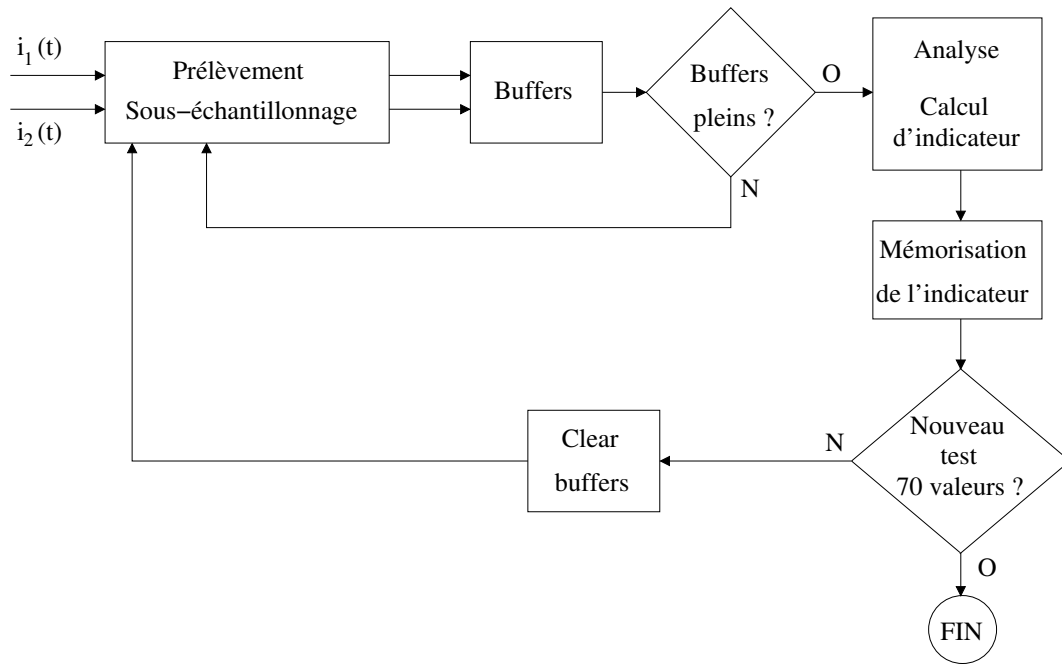 i1(t)
i2(t)
Prélèvement
Sous−échantillonnage
Buffers
Buffers
pleins ?
O
N
Analyse
Calcul
d'indicateur
Mémorisation
de l'indicateur
Nouveau
test
70 valeurs ?
N
Clear
buffers
O
FIN